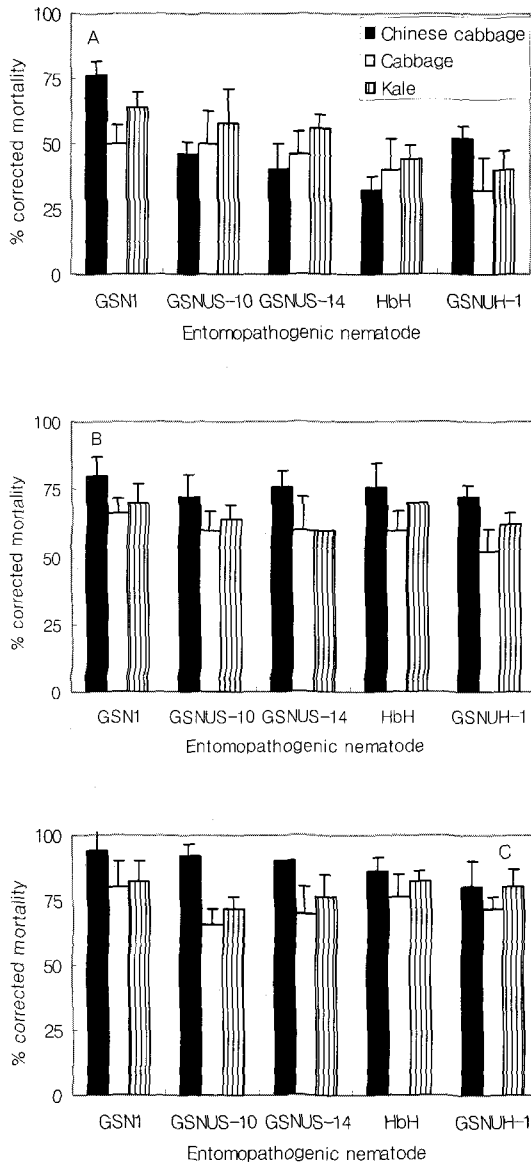 100
A
Chinese cabbage
Cabbage
Kale
75
50
25
0
% corrected mortality
GSN1 GSNUS-10 GSNUS-14 HbH GSNUH-1
Entomopathogenic nematode
100
B
75
50
25
0
% corrected mortality
GSN1 GSNUS-10 GSNUS-14 HbH GSNUH-1
Entomopathogenic nematode
100
C
75
50
25
0
% corrected mortality
GSN1 GSNUS-10 GSNUS-14 HbH GSNUH-1
Entomopathogenic nematode